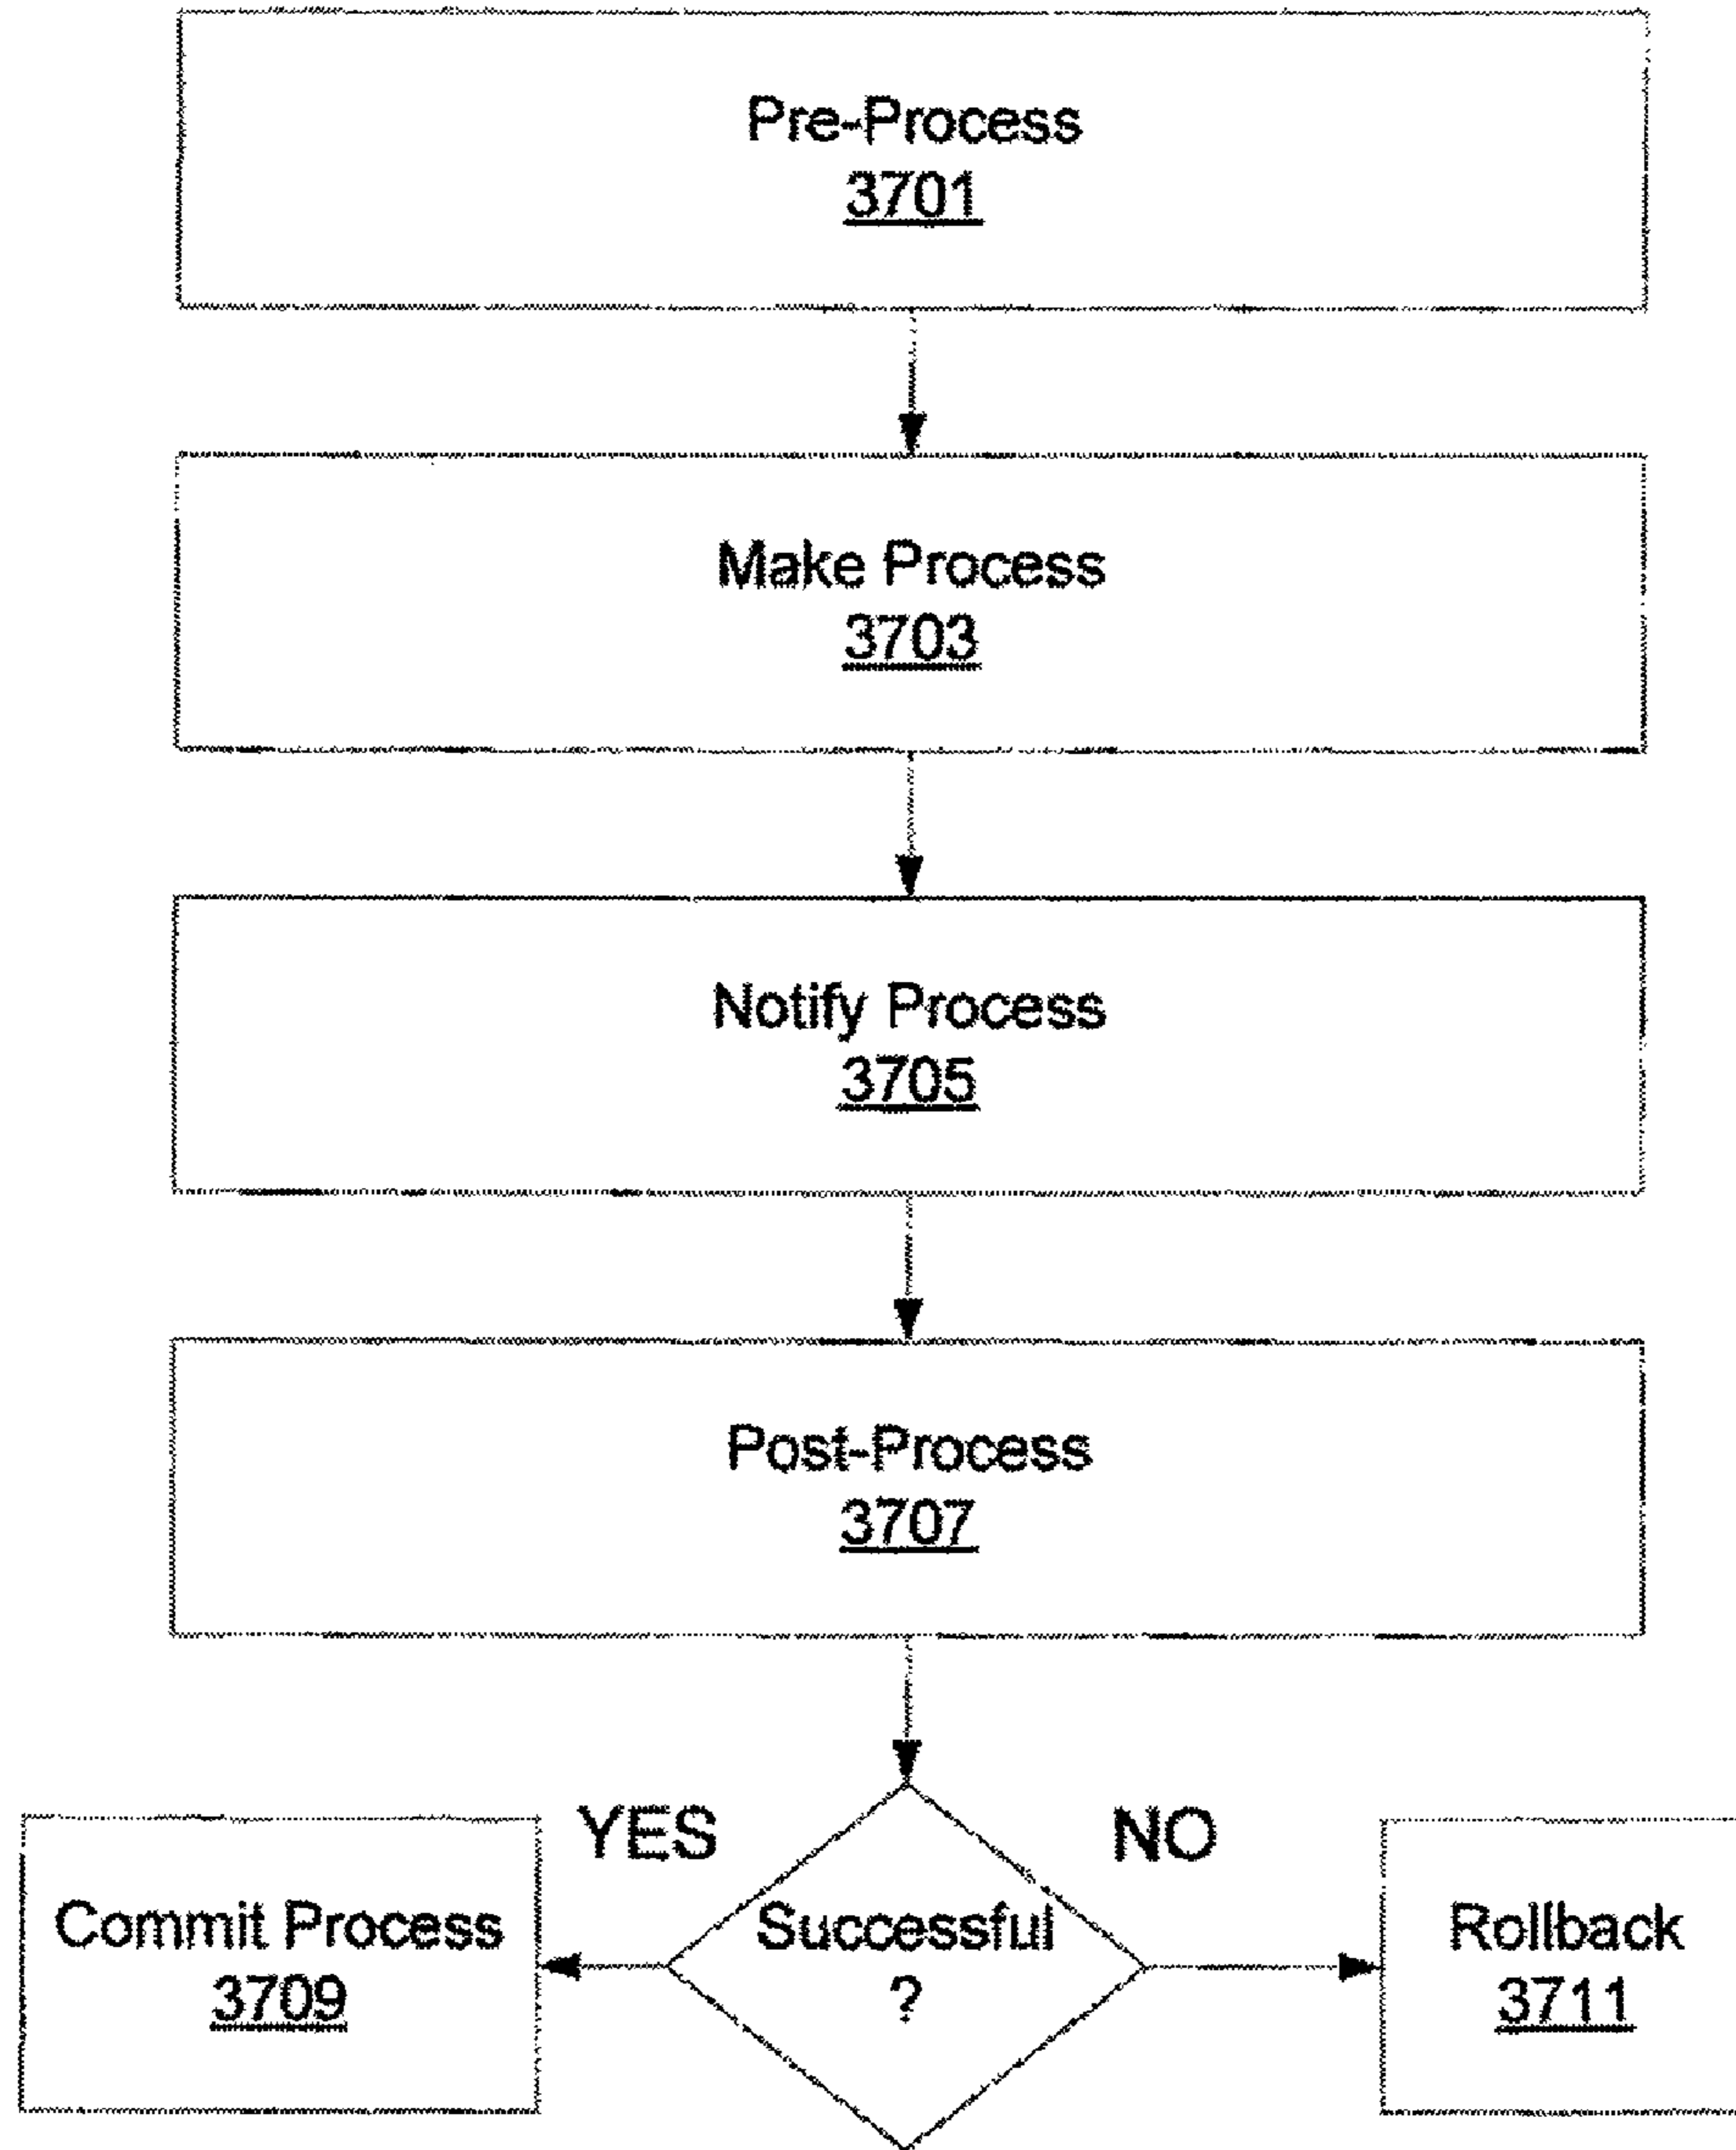 Pre-Process
3701
Make Process
3703
Notify Process
3705
Post-Process
3707
YES
NO
Commit Process
3709
Successful
?
Rollback
3711